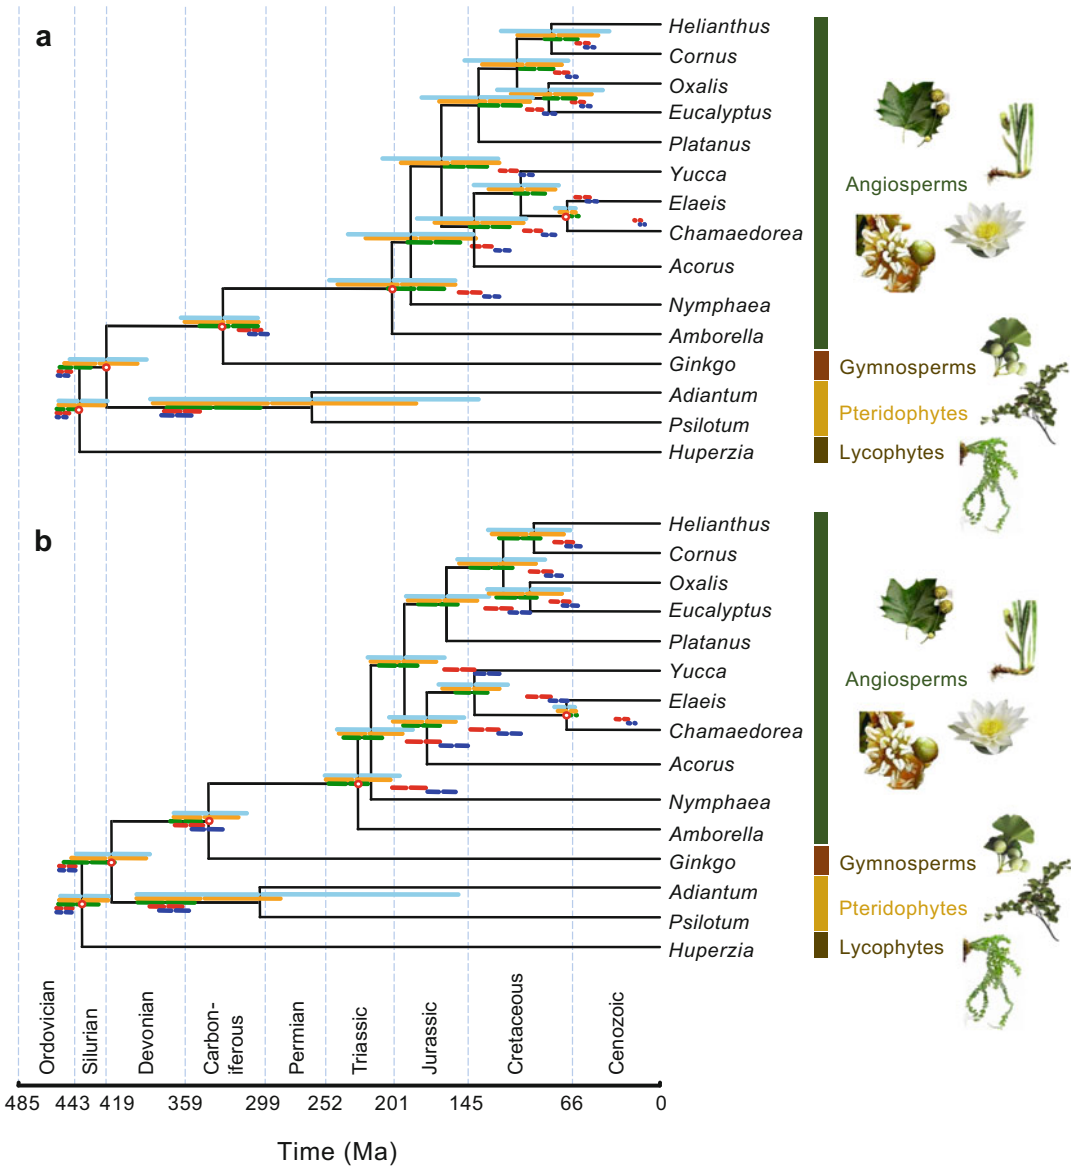 a
Helianthus
Cornus
Oxalis
Eucalyptus
Platanus
Yucca
Elaeis
Chamaedorea
Acorus
Nymphaea
Amborella
Ginkgo
Adiantum
Psilotum
Huperzia
Angiosperms
Gymnosperms
Pteridophytes
Lycophytes
b
Helianthus
Cornus
Oxalis
Eucalyptus
Platanus
Yucca
Elaeis
Chamaedorea
Acorus
Nymphaea
Amborella
Ginkgo
Adiantum
Psilotum
Huperzia
Angiosperms
Gymnosperms
Pteridophytes
Lycophytes
Ordovician
Silurian
Devonian
Carbon-
iferous
Permian
Triassic
Jurassic
Cretaceous
Cenozoic
485 443 419 359 299 252 201 145 66 0
Time (Ma)